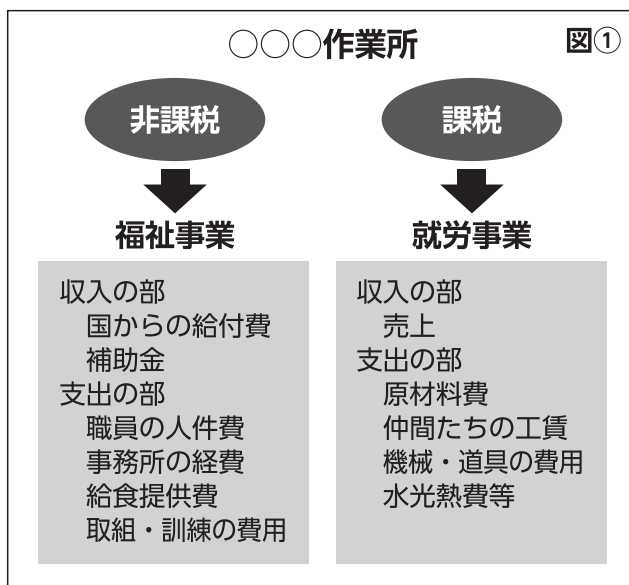 ○○○作業所
図①
非課税
福祉事業
収入の部
国からの給付費
補助金
支出の部
職員の人件費
事務所の経費
給食提供費
取組・訓練の費用
課税
就労事業
収入の部
売上
支出の部
原材料費
仲間たちの工賃
機械・道具の費用
水光熱費等